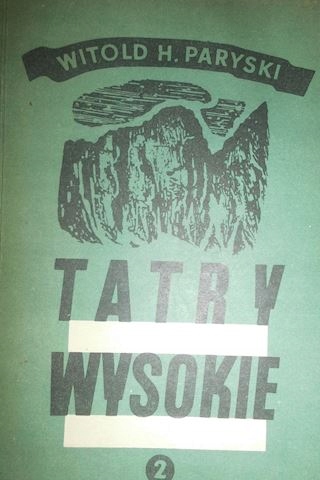 WITOLD H. PARYSKI
TATRY
WYSOKIE
2